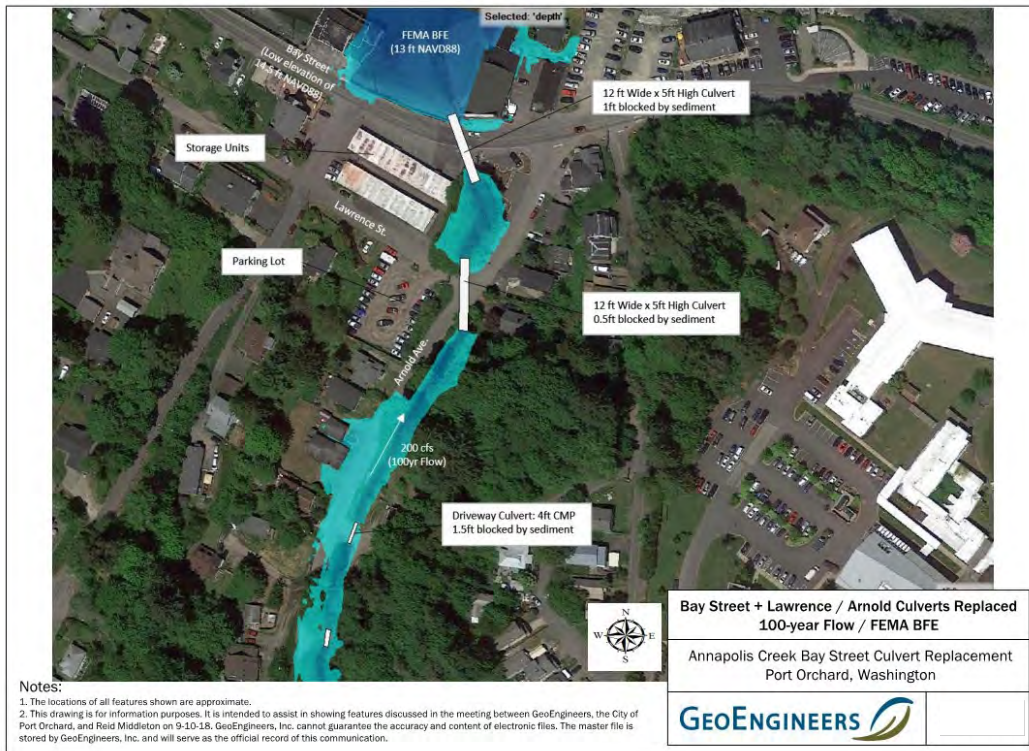 Selected: 'depth'
FEMA BFE
(13 ft NAVD88)
Bay Street
(Low elevation of
14.5 ft NAVD88)
12 ft Wide x 5ft High Culvert
1ft blocked by sediment
Storage Units
Lawrence St.
Parking Lot
12 ft Wide x 5ft High Culvert
0.5ft blocked by sediment
Arnold Ave.
200 cfs
(100yr Flow)
Driveway Culvert: 4ft CMP
1.5ft blocked by sediment
N
W E
S
Bay Street + Lawrence / Arnold Culverts Replaced
100-year Flow / FEMA BFE
Annapolis Creek Bay Street Culvert Replacement
Port Orchard, Washington
GEOENGINEERS
Notes:
1. The locations of all features shown are approximate.
2. This drawing is for information purposes. It is intended to assist in showing features discussed in the meeting between GeoEngineers, the City of
Port Orchard, and Reid Middleton on 9-10-18. GeoEngineers, Inc. cannot guarantee the accuracy and content of electronic files. The master file is
stored by GeoEngineers, Inc. and will serve as the official record of this communication.